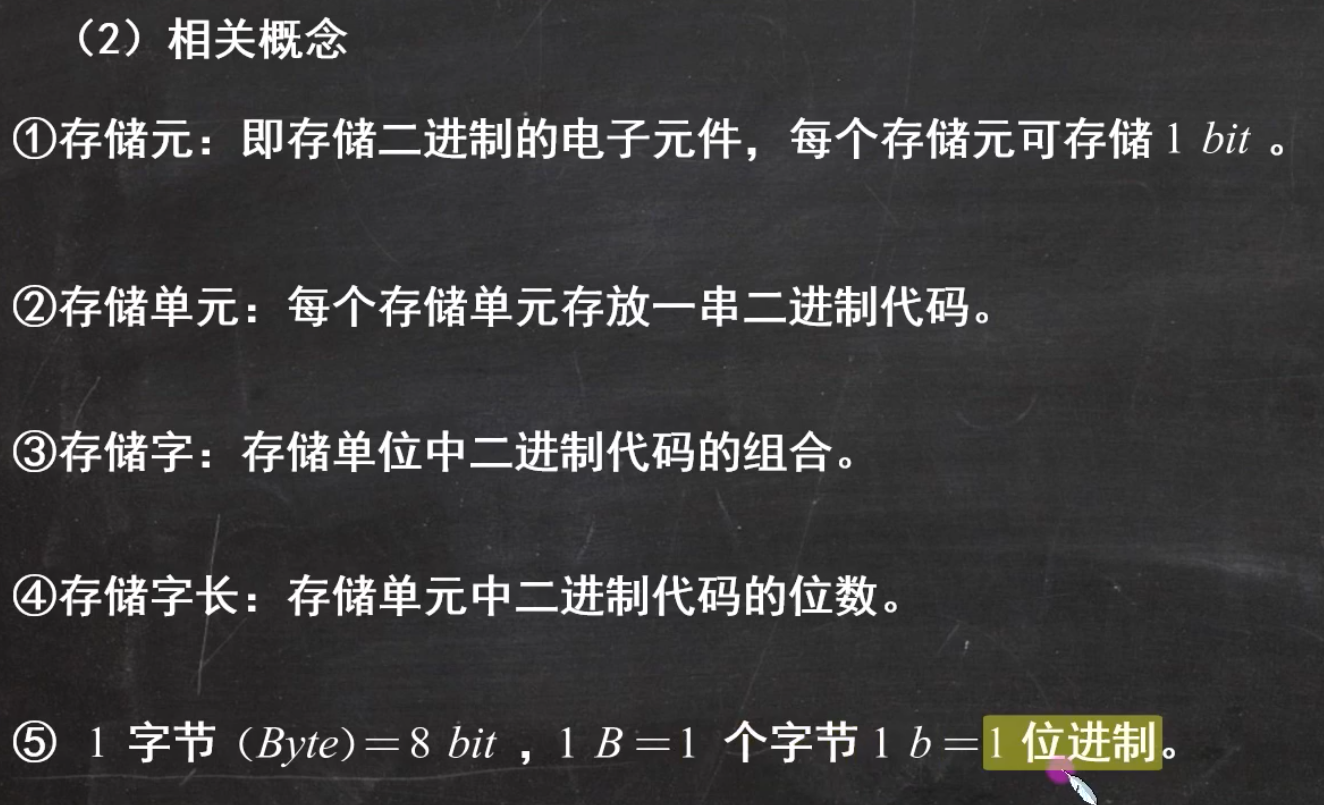 （2）相关概念
①存储元：即存储二进制的电子元件，每个存储元可存储1 bit 。
②存储单元：每个存储单元存放一串二进制代码。
③存储字：存储单位中二进制代码的组合。
④存储字长：存储单元中二进制代码的位数。
⑤ 1 字节（Byte）=8 bit ，1 B=1 个字节1 b=1 位进制。